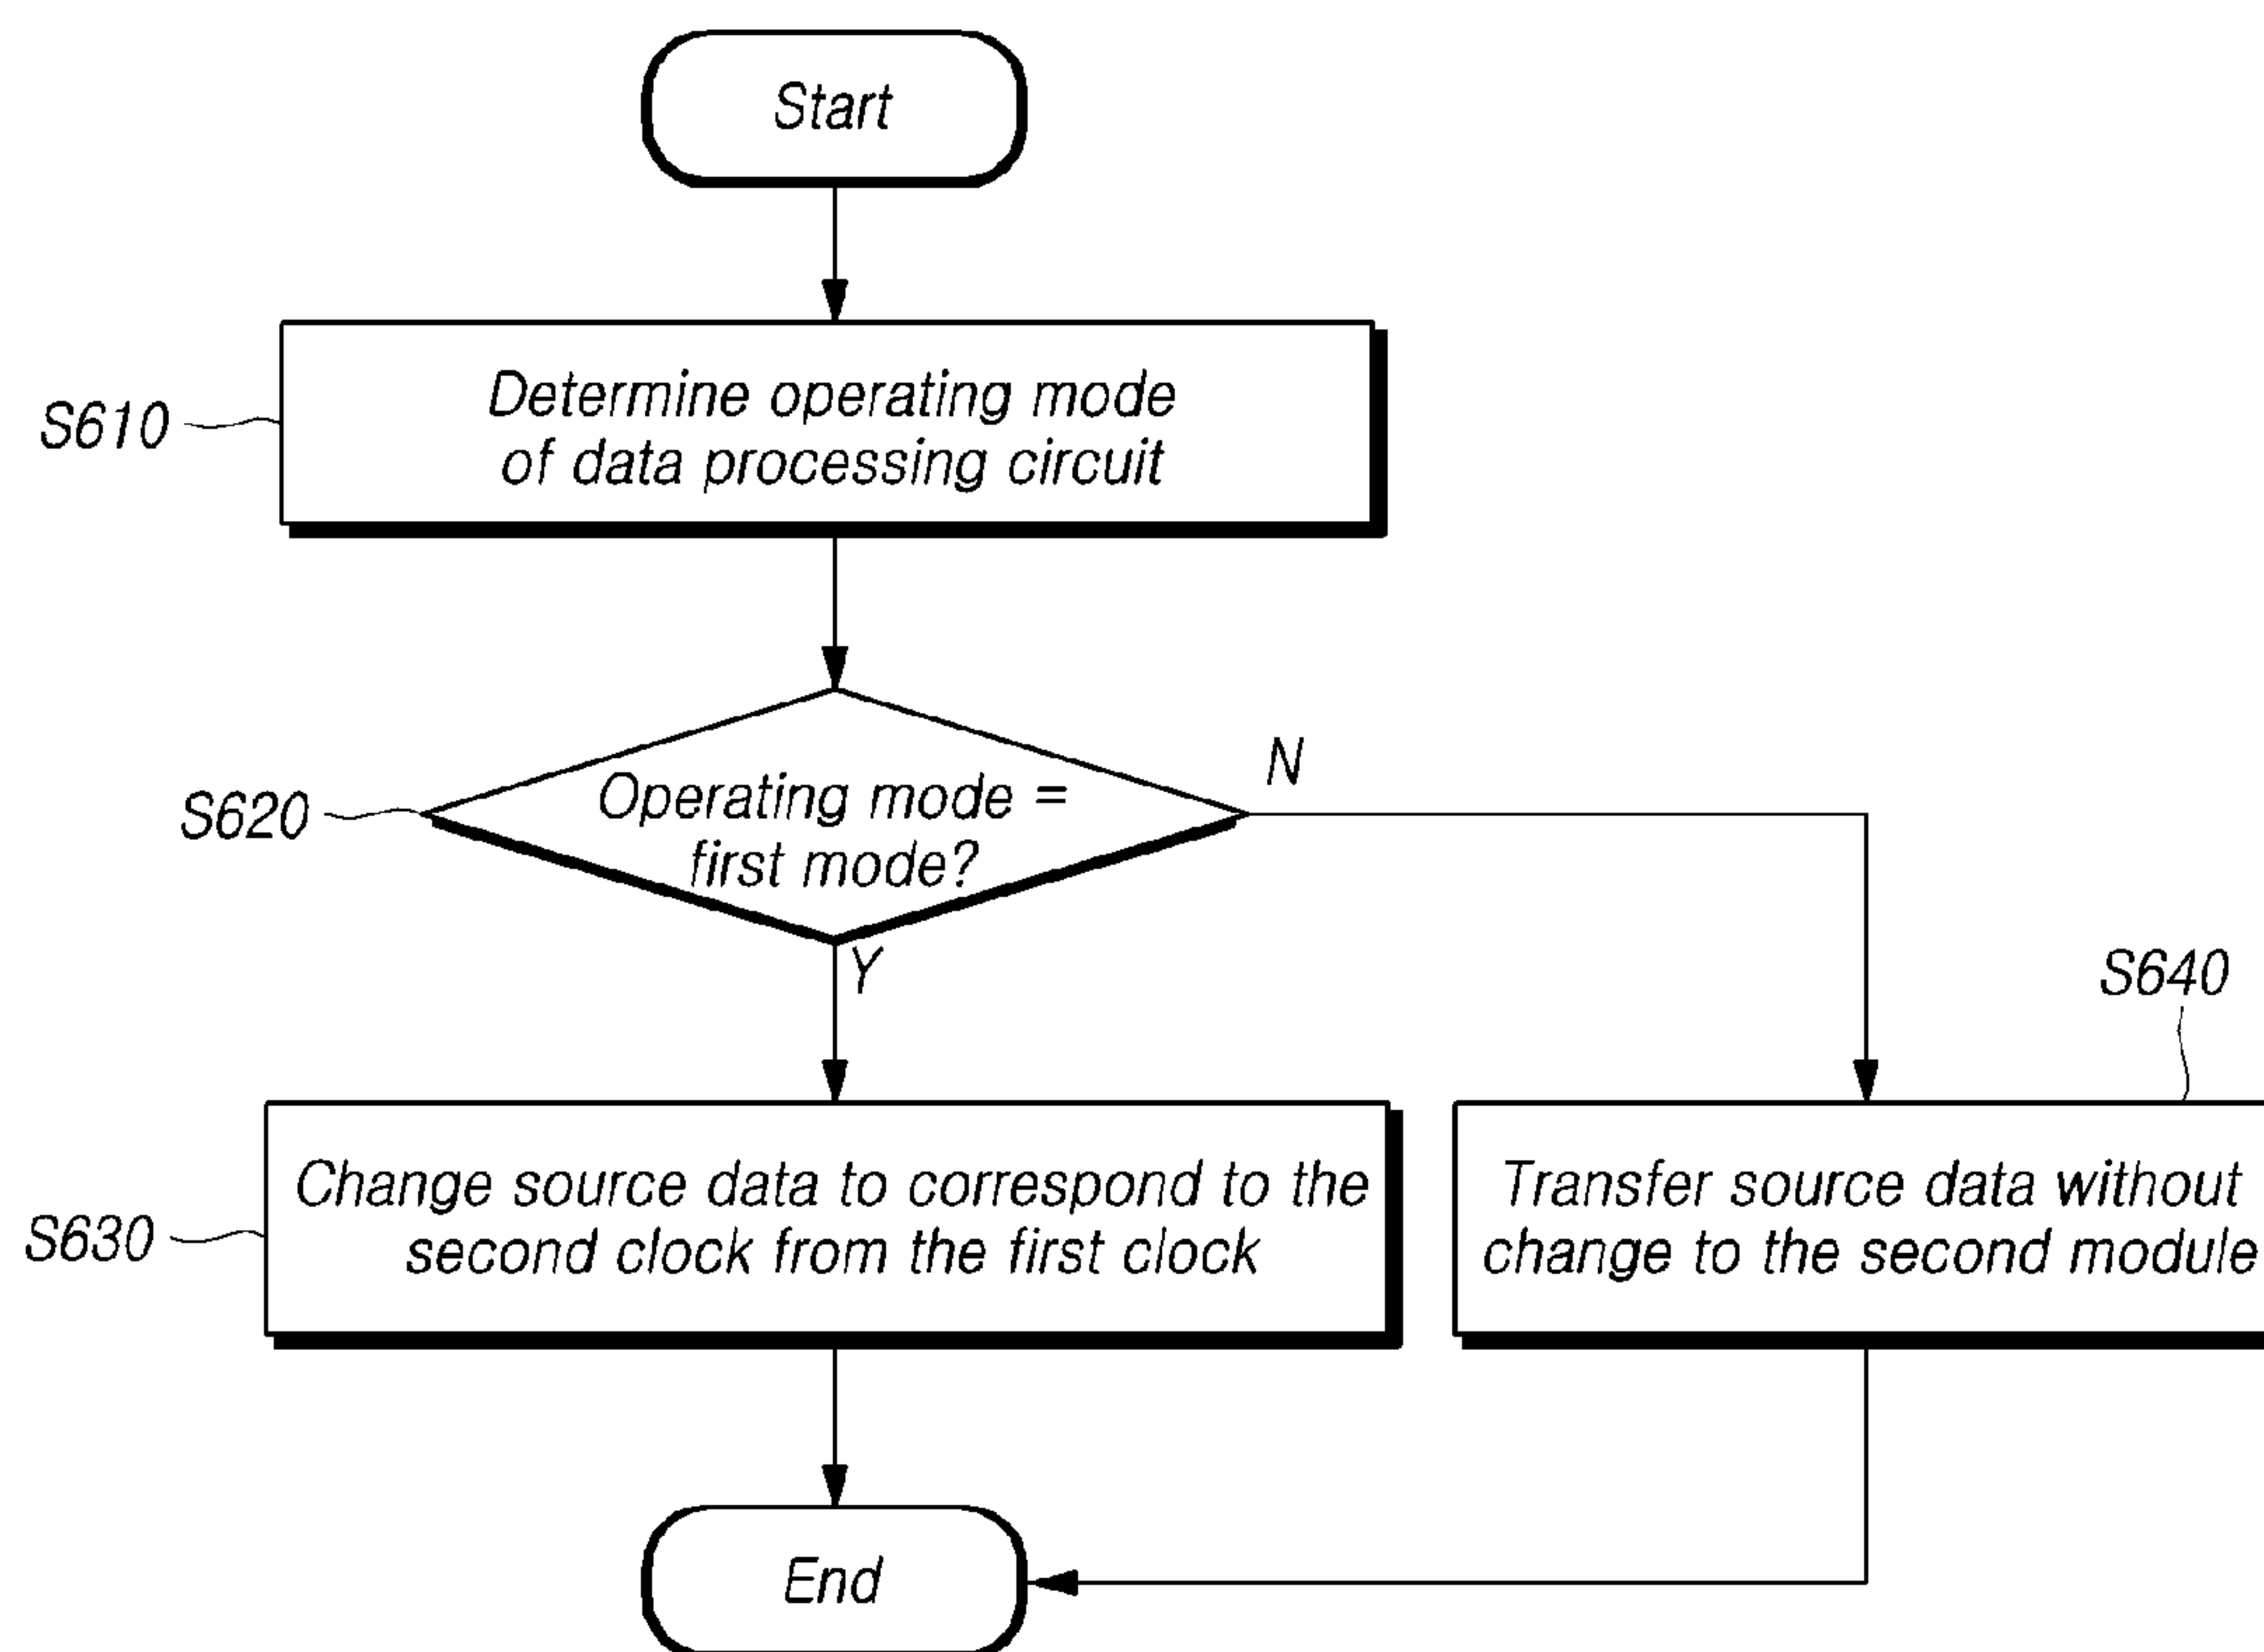 Start
S610
Determine operating mode
of data processing circuit
S620
Operating mode =
first mode?
N
Y
S640
S630
Change source data to correspond to the
second clock from the first clock
Transfer source data without
change to the second module
End